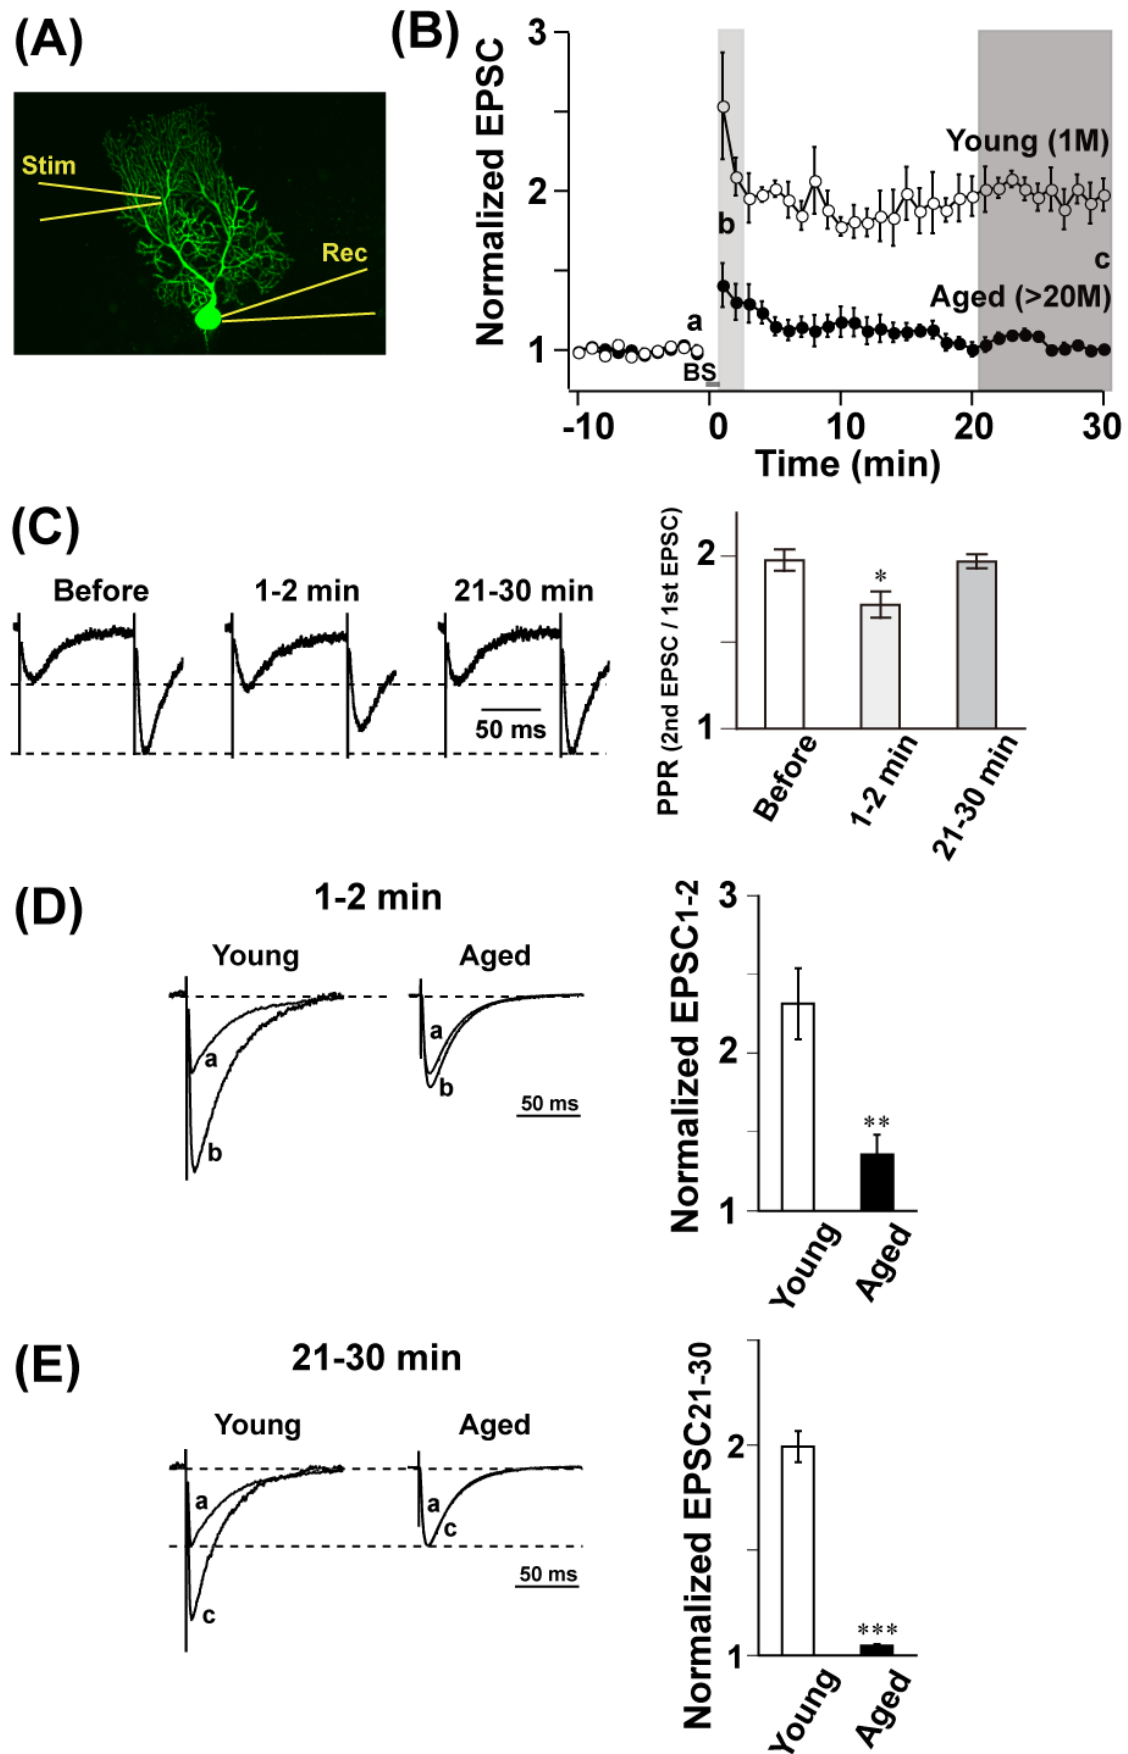 (A)
Stim
Rec
(B)
Normalized EPSC
3
2
1
Young (1M)
b
c
Aged (>20M)
a
BS
-10 0 10 20 30
Time (min)
(C)
Before 1-2 min 21-30 min
50 ms
PPR (2nd EPSC / 1st EPSC)
2
1
*
Before 1-2 min 21-30 min
(D)
1-2 min
Young Aged
a
b
a
b
50 ms
Normalized EPSC1-2
3
2
1
**
Young Aged
(E)
21-30 min
Young Aged
a
c
a
c
50 ms
Normalized EPSC21-30
2
1
***
Young Aged